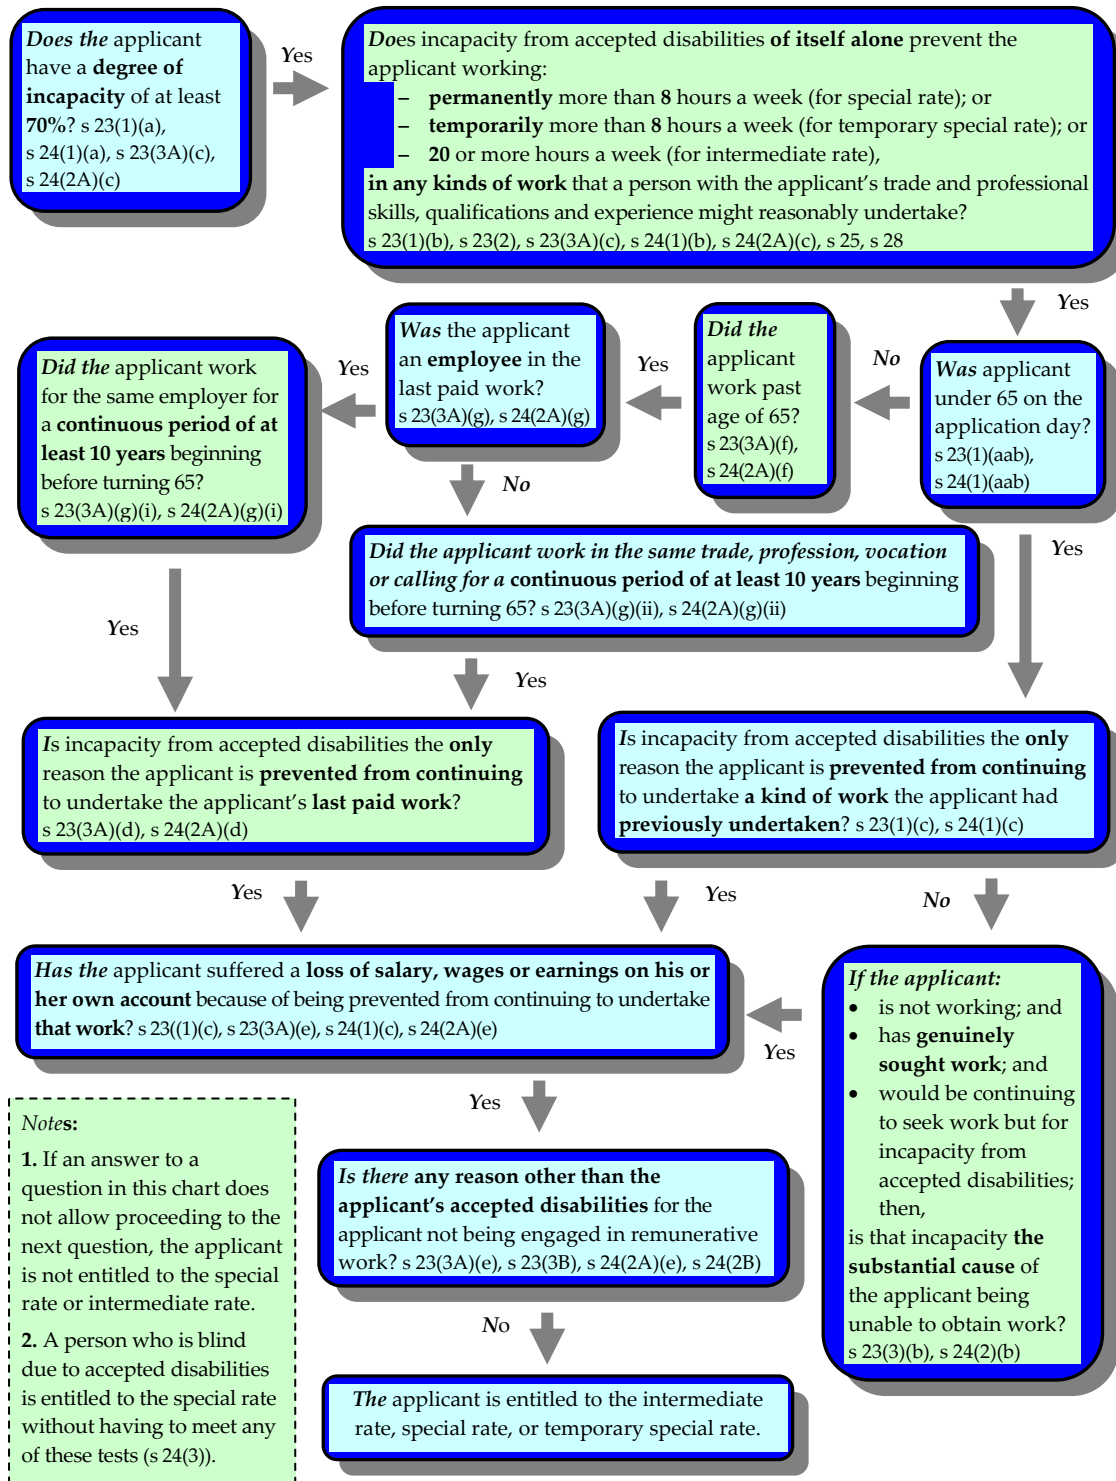 Does the applicant
have a degree of
incapacity of at least
70%? s 23(1)(a),
s 24(1)(a), s 23(3A)(c),
s 24(2A)(c)
Yes
Does incapacity from accepted disabilities of itself alone prevent the
applicant working:
– permanently more than 8 hours a week (for special rate); or
– temporarily more than 8 hours a week (for temporary special rate); or
– 20 or more hours a week (for intermediate rate),
in any kinds of work that a person with the applicant's trade and professional
skills, qualifications and experience might reasonably undertake?
s 23(1)(b), s 23(2), s 23(3A)(c), s 24(1)(b), s 24(2A)(c), s 25, s 28
Yes
Was applicant
under 65 on the
application day?
s 23(1)(aab),
s 24(1)(aab)
No
Did the
applicant
work past
age of 65?
s 23(3A)(f),
s 24(2A)(f)
Yes
Was the applicant
an employee in the
last paid work?
s 23(3A)(g), s 24(2A)(g)
Yes
Did the applicant work
for the same employer for
a continuous period of at
least 10 years beginning
before turning 65?
s 23(3A)(g)(i), s 24(2A)(g)(i)
No
Did the applicant work in the same trade, profession, vocation
or calling for a continuous period of at least 10 years beginning
before turning 65? s 23(3A)(g)(ii), s 24(2A)(g)(ii)
Yes
Yes
Yes
Is incapacity from accepted disabilities the only
reason the applicant is prevented from continuing
to undertake the applicant's last paid work?
s 23(3A)(d), s 24(2A)(d)
Is incapacity from accepted disabilities the only
reason the applicant is prevented from continuing
to undertake a kind of work the applicant had
previously undertaken? s 23(1)(c), s 24(1)(c)
Yes
Yes
No
Has the applicant suffered a loss of salary, wages or earnings on his or
her own account because of being prevented from continuing to undertake
that work? s 23((1)(c), s 23(3A)(e), s 24(1)(c), s 24(2A)(e)
Yes
If the applicant:
• is not working; and
• has genuinely
sought work; and
• would be continuing
to seek work but for
incapacity from
accepted disabilities;
then,
is that incapacity the
substantial cause of
the applicant being
unable to obtain work?
s 23(3)(b), s 24(2)(b)
Yes
Is there any reason other than the
applicant's accepted disabilities for the
applicant not being engaged in remunerative
work? s 23(3A)(e), s 23(3B), s 24(2A)(e), s 24(2B)
No
The applicant is entitled to the intermediate
rate, special rate, or temporary special rate.
Notes:
1. If an answer to a
question in this chart does
not allow proceeding to the
next question, the applicant
is not entitled to the special
rate or intermediate rate.
2. A person who is blind
due to accepted disabilities
is entitled to the special rate
without having to meet any
of these tests (s 24(3)).